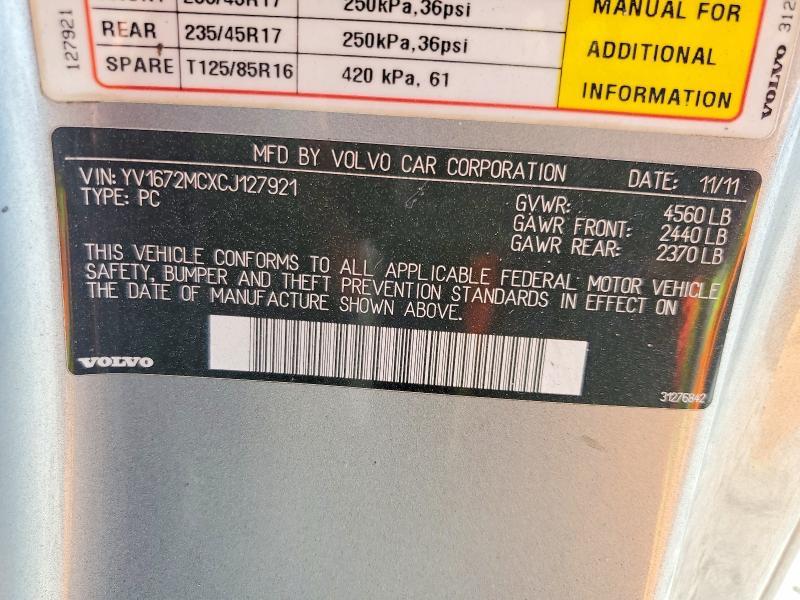 250kPa,36psi
MANUAL FOR
REAR 235/45R17 250kPa,36psi
ADDITIONAL
SPARE T125/85R16 420 kPa, 61
INFORMATION
127921
VOLVO 312
MFD BY VOLVO CAR CORPORATION DATE: 11/11
VIN: YV1672MCXCJ127921
TYPE: PC
GVWR: 4560 LB
GAWR FRONT: 2440 LB
GAWR REAR: 2370 LB
THIS VEHICLE CONFORMS TO ALL APPLICABLE FEDERAL MOTOR VEHICLE
SAFETY, BUMPER AND THEFT PREVENTION STANDARDS IN EFFECT ON
THE DATE OF MANUFACTURE SHOWN ABOVE.
VOLVO
31276842